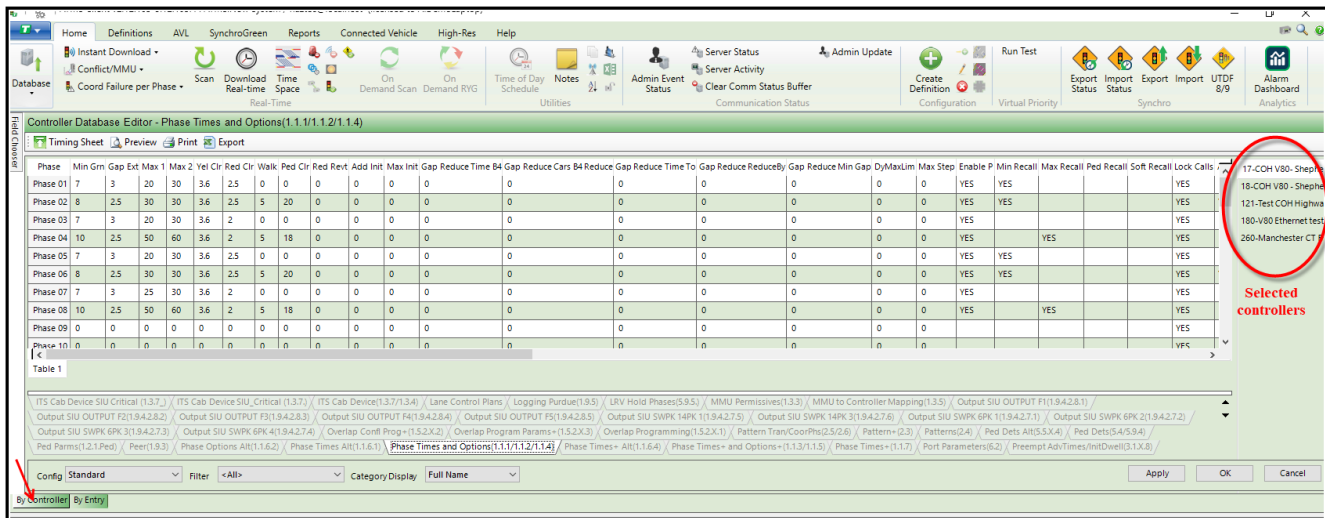 Home Definitions AVL SynchroGreen Reports Connected Vehicle High-Res Help
Instant Download
Conflict/MMU
Coord Failure per Phase
Database
Scan
Download Real-time
Time Space
Real-Time
On Demand Scan
On Demand RYG
Time of Day Schedule
Notes
Utilities
Admin Event Status
Server Status
Server Activity
Clear Comm Status Buffer
Admin Update
Communication Status
Create Definition
Configuration
Run Test
Virtual Priority
Export Status
Import Status
Export
Import
UTDF 8/9
Synchro
Alarm Dashboard
Analytics
Field Chooser
Controller Database Editor - Phase Times and Options(1.1.1/1.1.2/1.1.4)
Timing Sheet Preview Print Export
Phase Min Grn Gap Ext Max 1 Max 2 Yel Clr Red Clr Walk Ped Clr Red Revt Add Init Max Init Gap Reduce Time B4 Gap Reduce Cars B4 Reduce Gap Reduce Time To Gap Reduce ReduceBy Gap Reduce Min Gap DyMaxLim Max Step Enable P Min Recall Max Recall Ped Recall Soft Recall Lock Calls
Phase 01 7 3 20 30 3.6 2.5 0 0 0 0 0 0 0 0 0 0 0 0 YES YES YES
Phase 02 8 2.5 30 30 3.6 2.5 5 20 0 0 0 0 0 0 0 0 0 0 YES YES YES
Phase 03 7 3 20 30 3.6 2 0 0 0 0 0 0 0 0 0 0 0 0 YES YES
Phase 04 10 2.5 50 60 3.6 2 5 18 0 0 0 0 0 0 0 0 0 0 YES YES YES
Phase 05 7 3 20 30 3.6 2.5 0 0 0 0 0 0 0 0 0 0 0 0 YES YES YES
Phase 06 8 2.5 30 30 3.6 2.5 5 20 0 0 0 0 0 0 0 0 0 0 YES YES YES
Phase 07 7 3 25 30 3.6 2 0 0 0 0 0 0 0 0 0 0 0 0 YES YES
Phase 08 10 2.5 50 60 3.6 2 5 18 0 0 0 0 0 0 0 0 0 0 YES YES YES
Phase 09 0 0 0 0 0 0 0 0 0 0 0 0 0 0 0 0 0 0 YES
Phase 10 0 0 0 0 0 0 0 0 0 0 0 0 0 0 0 0 0 0 YES
17-COH V80- Shephe
18-COH V80 - Shephe
121-Test COH Highwa
180-V80 Ethernet test
260-Manchester CT
Selected
controllers
Table 1
ITS Cab Device SIU Critical (1.3.7_) ITS Cab Device SIU_Critical (1.3.7.) ITS Cab Device(1.3.7/1.3.4) Lane Control Plans Logging Purdue(1.9.5) LRV Hold Phases(5.9.5.) MMU Permissives(1.3.3) MMU to Controller Mapping(1.3.5) Output SIU OUTPUT F1(1.9.4.2.8.1)
Output SIU OUTPUT F2(1.9.4.2.8.2) Output SIU OUTPUT F3(1.9.4.2.8.3) Output SIU OUTPUT F4(1.9.4.2.8.4) Output SIU OUTPUT F5(1.9.4.2.8.5) Output SIU SWPK 14PK 1(1.9.4.2.7.5) Output SIU SWPK 14PK 3(1.9.4.2.7.6) Output SIU SWPK 6PK 1(1.9.4.2.7.1) Output SIU SWPK 6PK 2(1.9.4.2.7.2)
Output SIU SWPK 6PK 3(1.9.4.2.7.3) Output SIU SWPK 6PK 4(1.9.4.2.7.4) Overlap Confl Prog+(1.5.2.X.2) Overlap Program Params+(1.5.2.X.3) Overlap Programming(1.5.2.X.1) Pattern Tran/CoorPhs(2.5/2.6) Pattern+(2.3) Patterns(2.4) Ped Dets Alt(5.5.X.4) Ped Dets(5.4/5.9.4)
Ped Parms(1.2.1.Ped) Peer(1.9.3) Phase Options Alt(1.1.6.2) Phase Times Alt(1.1.6.1) Phase Times and Options(1.1.1/1.1.2/1.1.4) Phase Times+ Alt(1.1.6.4) Phase Times+ and Options+(1.1.3/1.1.5) Phase Times+(1.1.7) Port Parameters(6.2) Preempt AdvTimes/InitDwell(3.1.X.8)
Config Standard Filter <All> Category Display Full Name Apply OK Cancel
By Controller By Entry